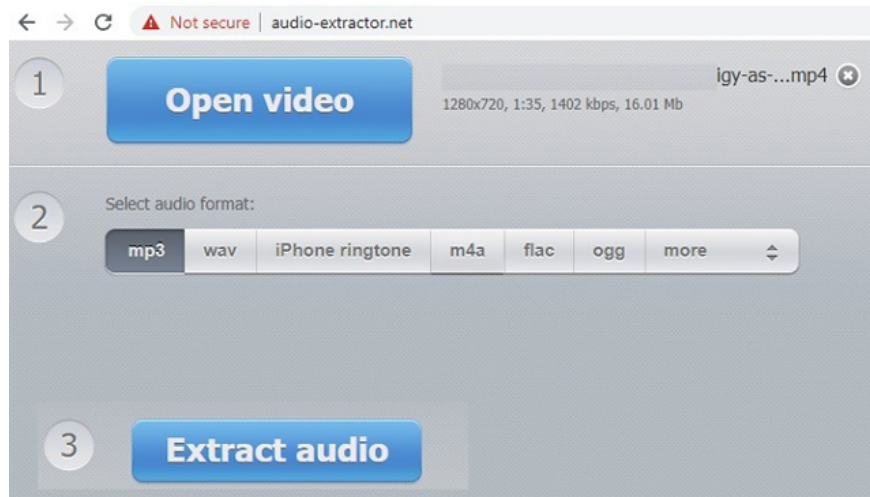 Not secure | audio-extractor.net
1 Open video igy-as-...mp4
1280x720, 1:35, 1402 kbps, 16.01 Mb
2 Select audio format:
mp3 wav iPhone ringtone m4a flac ogg more
3 Extract audio